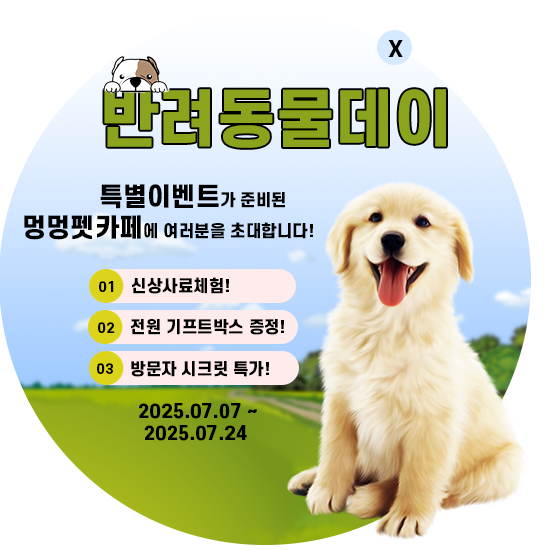 X
반려동물데이
특별이벤트가 준비된
멍멍펫카페에 여러분을 초대합니다!
01 신상사료체험!
02 전원 기프트박스 증정!
03 방문자 시크릿 특가!
2025.07.07 ~
2025.07.24